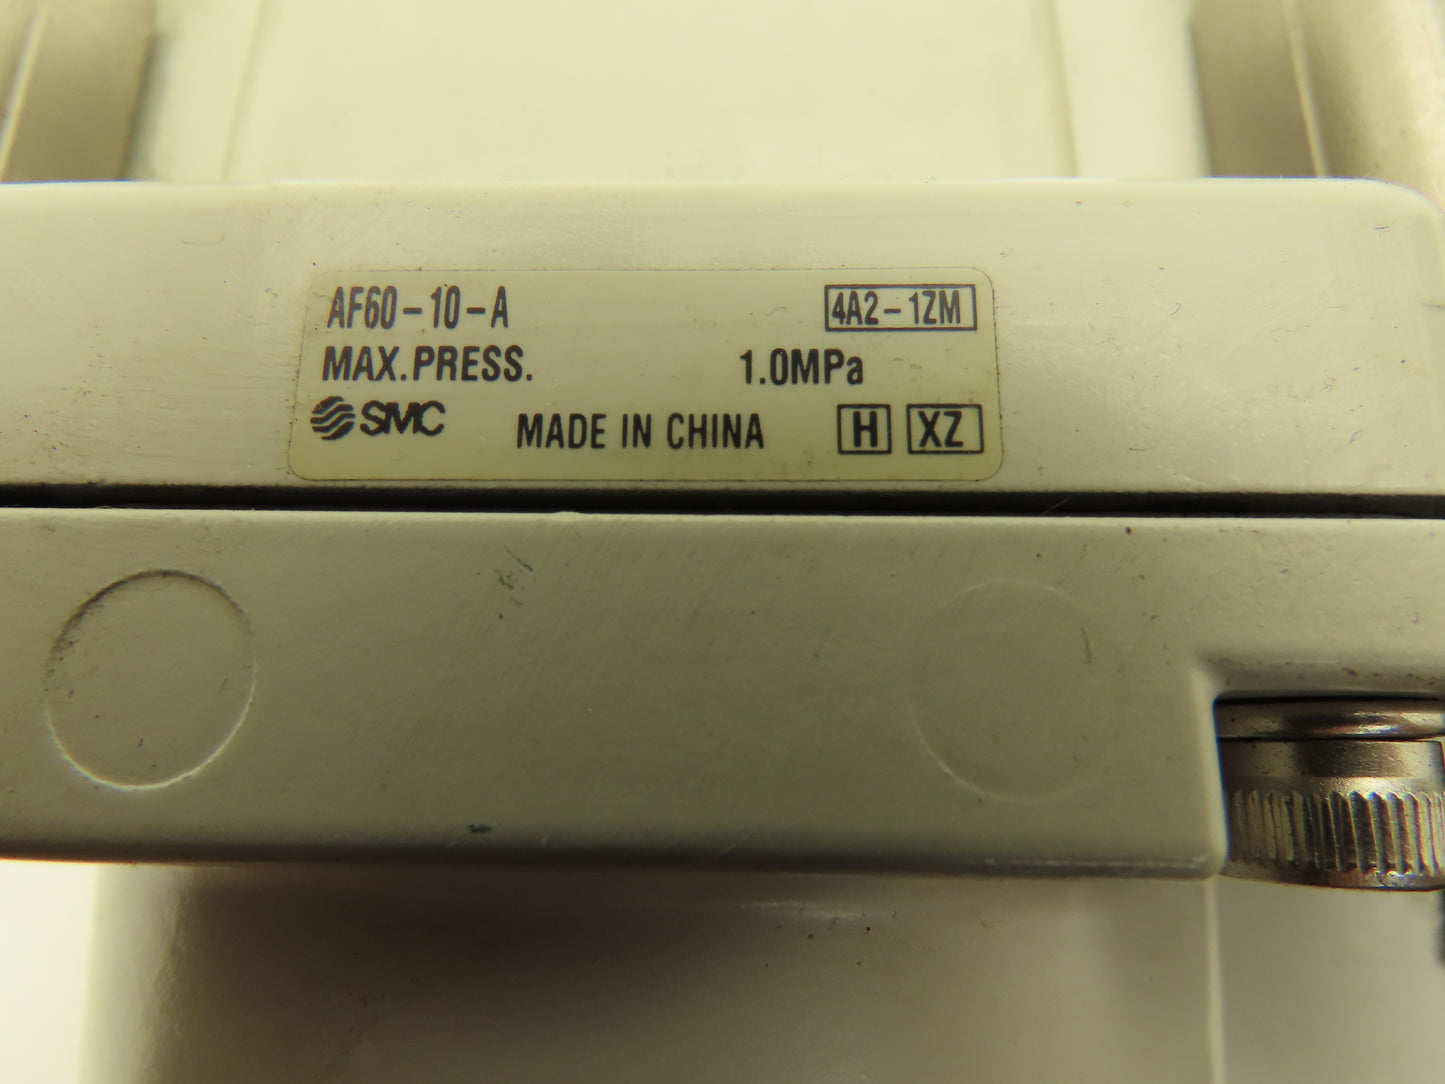 AF60-10-A 4A2-1ZM
MAX.PRESS. 1.0MPa
SMC MADE IN CHINA H XZ